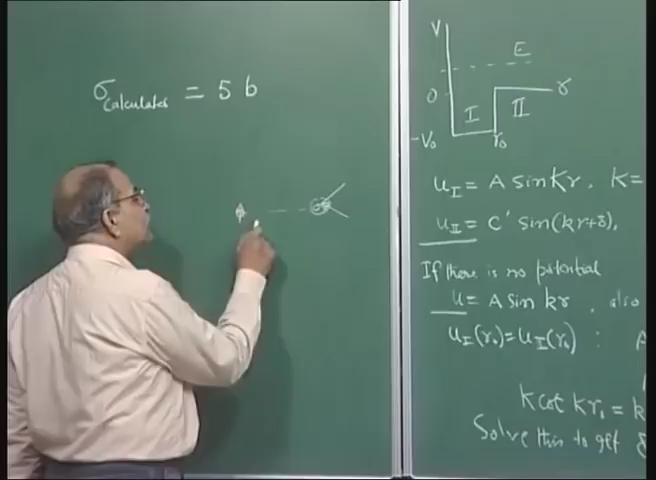 σ calculated = 5 b
V
E
0
r
I
II
-V₀
r₀
u_I = A sin Kr, K =
u_II = C' sin(kr+δ),
If there is no potential
u = A sin kr, also
u_I(r₀) = u_II(r₀) :
K cot Kr₀ = k
Solve this to get δ